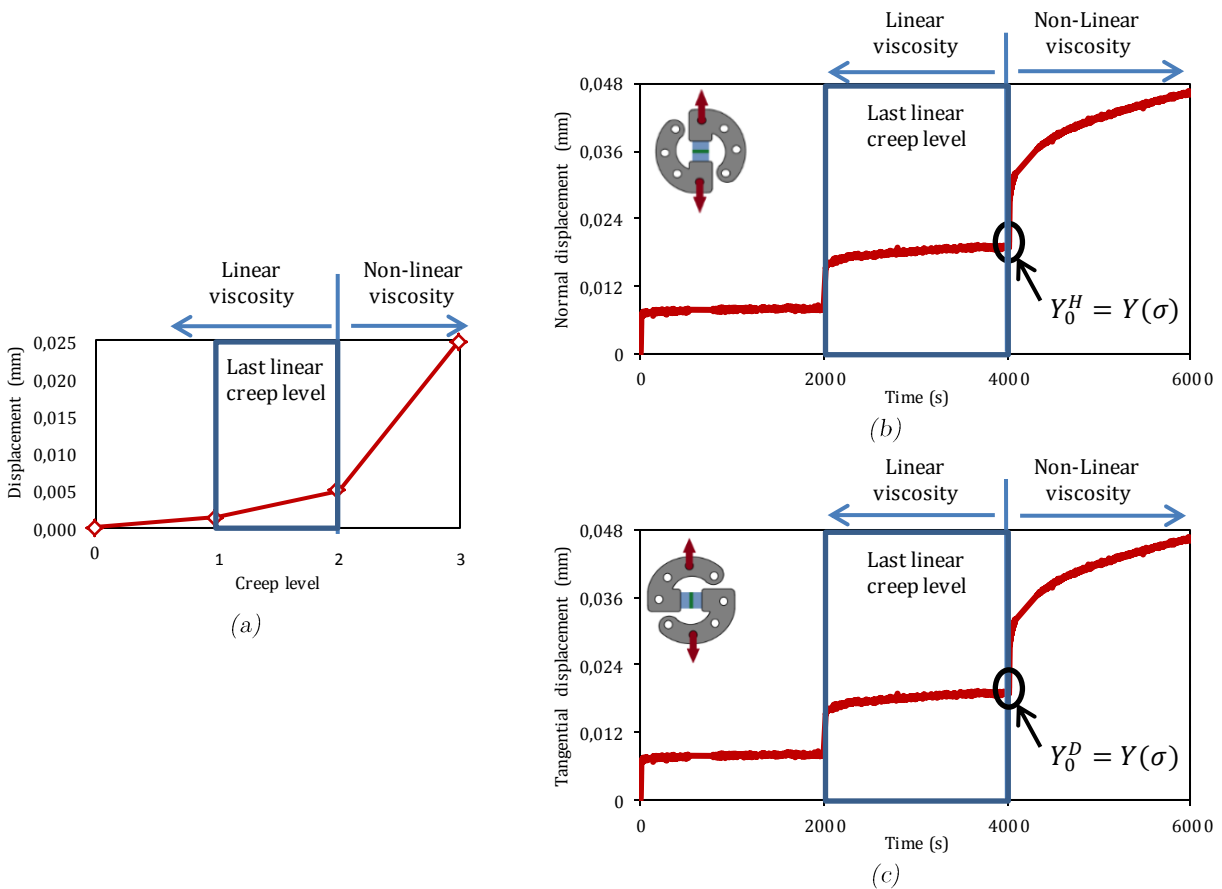 Linear
viscosity
Non-linear
viscosity
Displacement (mm)
0,025
0,020
0,015
0,010
0,005
0,000
Last linear
creep level
0
1
2
3
Creep level
(a)
Linear
viscosity
Non-Linear
viscosity
Normal displacement (mm)
0,048
0,036
0,024
0,012
0
Last linear
creep level
Y₀ᴴ = Y(σ)
0
2000
4000
6000
Time (s)
(b)
Linear
viscosity
Non-Linear
viscosity
Tangential displacement (mm)
0,048
0,036
0,024
0,012
0
Last linear
creep level
Y₀ᴰ = Y(σ)
0
2000
4000
6000
Time (s)
(c)